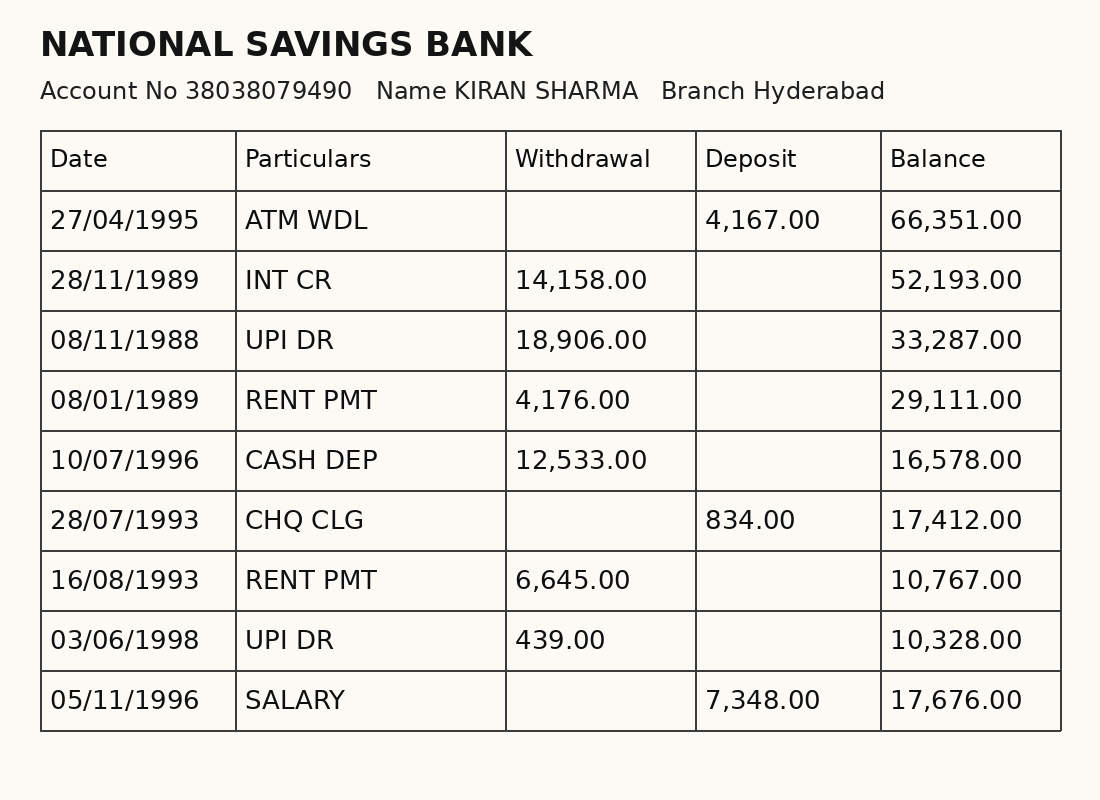 NATIONAL SAVINGS BANK
Account No 38038079490 Name KIRAN SHARMA Branch Hyderabad
Date Particulars Withdrawal Deposit Balance
27/04/1995 ATM WDL 4,167.00 66,351.00
28/11/1989 INT CR 14,158.00 52,193.00
08/11/1988 UPI DR 18,906.00 33,287.00
08/01/1989 RENT PMT 4,176.00 29,111.00
10/07/1996 CASH DEP 12,533.00 16,578.00
28/07/1993 CHQ CLG 834.00 17,412.00
16/08/1993 RENT PMT 6,645.00 10,767.00
03/06/1998 UPI DR 439.00 10,328.00
05/11/1996 SALARY 7,348.00 17,676.00